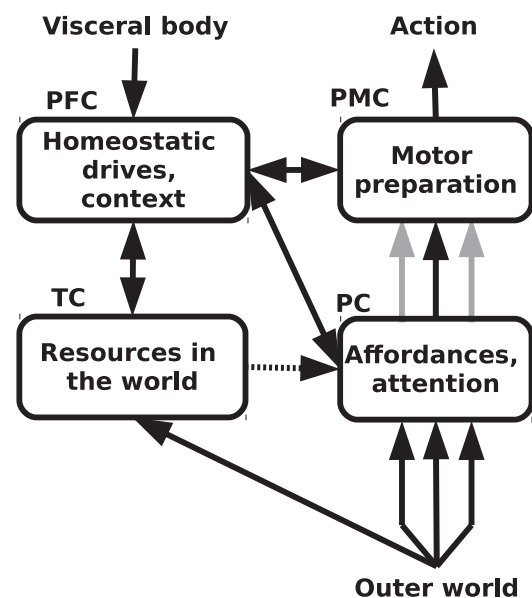 Visceral body
Action
PFC
PMC
Homeostatic
drives,
context
Motor
preparation
TC
PC
Resources in
the world
Affordances,
attention
Outer world